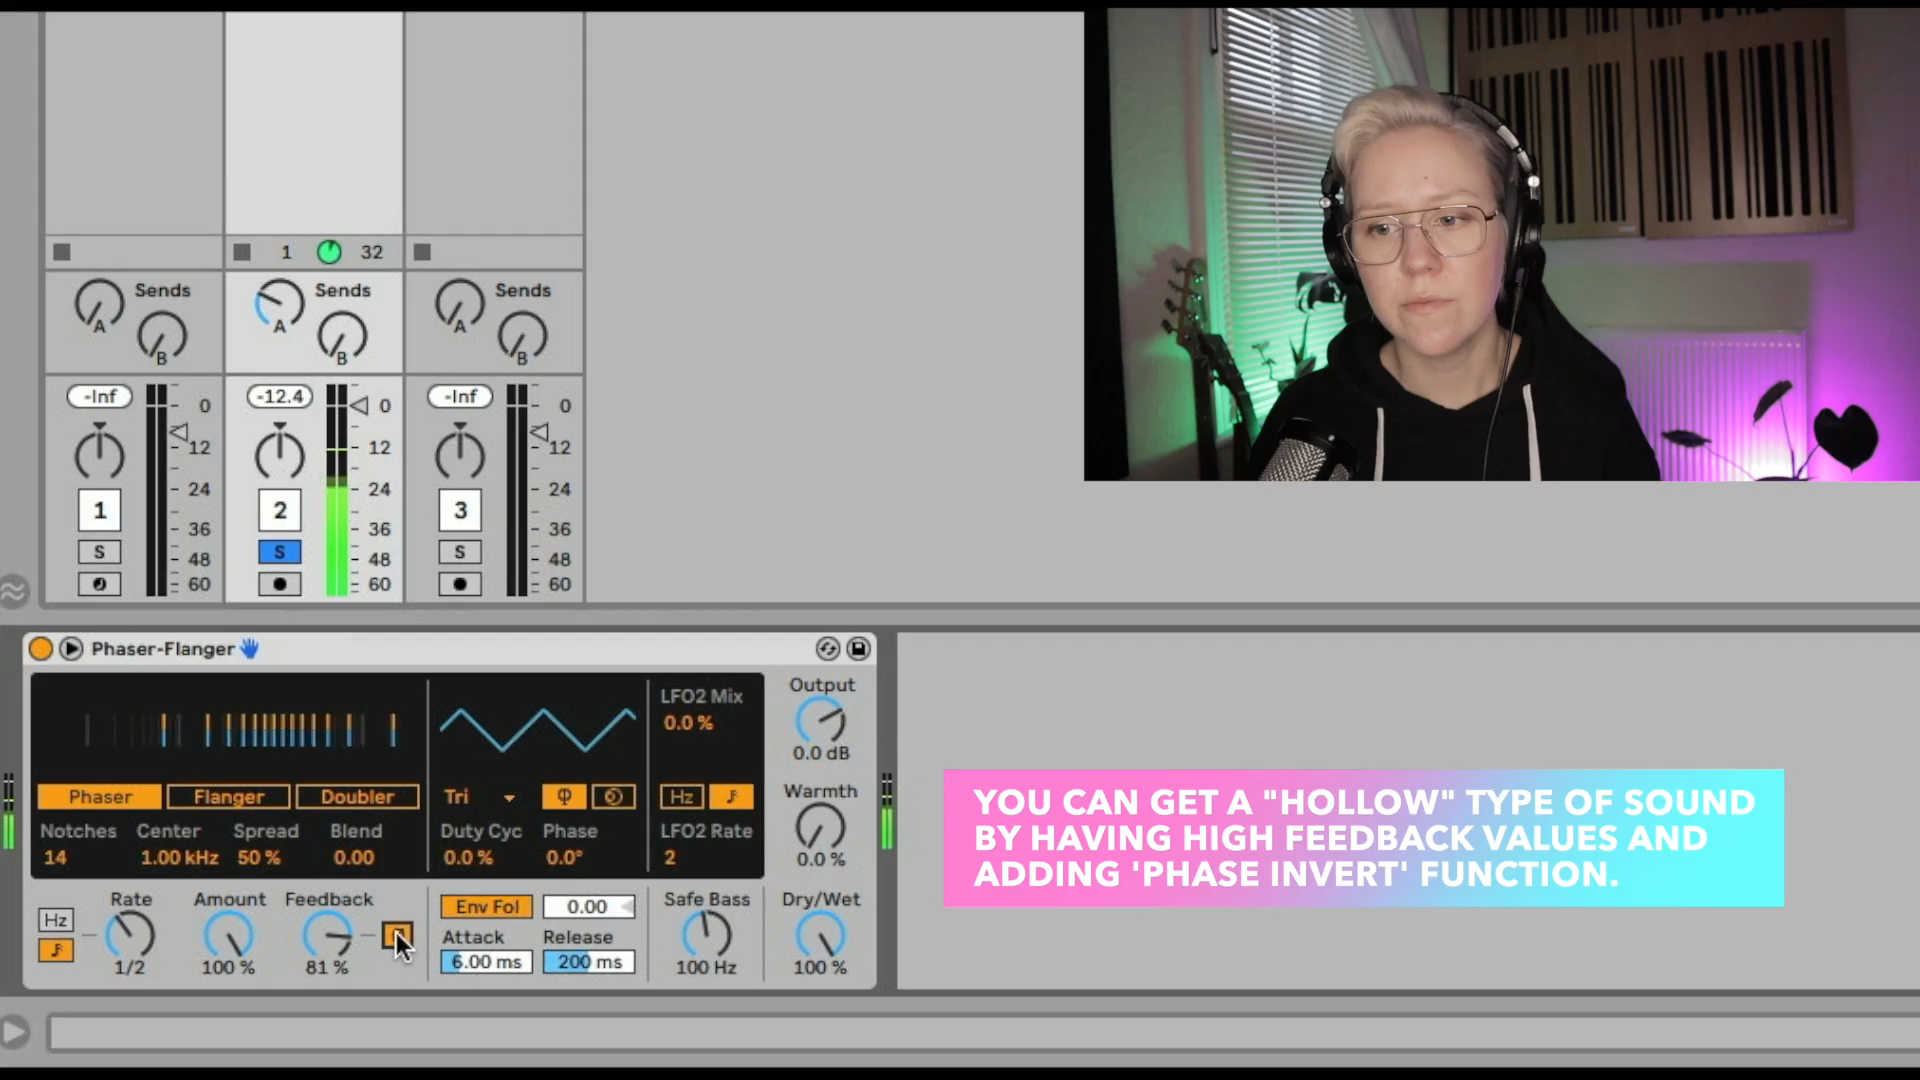 1 32
Sends Sends Sends
A A A
B B B
-Inf 0 -12.4 0 -Inf 0
12 12 12
24 24 24
1 2 3
36 36 36
S S S
48 48 48
60 60 60
Phaser-Flanger
LFO2 Mix
0.0 %
Output
0.0 dB
Phaser Flanger Doubler
Tri
Hz
Warmth
0.0 %
Notches Center Spread Blend
14 1.00 kHz 50 % 0.00
Duty Cyc Phase
0.0 % 0.0°
LFO2 Rate
2
Hz
Rate Amount Feedback
1/2 100 % 81 %
Env Fol 0.00
Attack Release
6.00 ms 200 ms
Safe Bass
100 Hz
Dry/Wet
100 %
YOU CAN GET A "HOLLOW" TYPE OF SOUND
BY HAVING HIGH FEEDBACK VALUES AND
ADDING 'PHASE INVERT' FUNCTION.